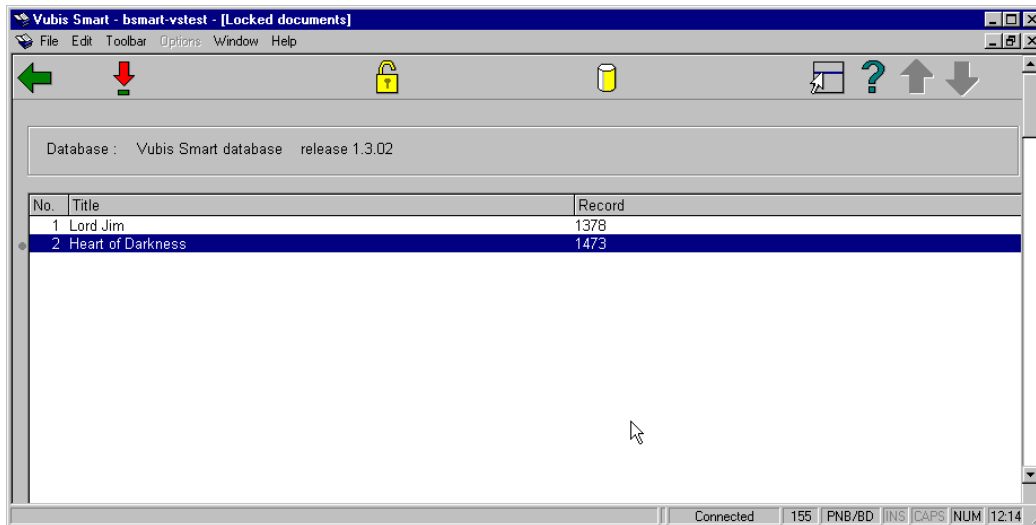 Vubis Smart - bsmart-vstest - [Locked documents]
File Edit Toolbar Options Window Help
?
Database : Vubis Smart database release 1.3.02
No. Title Record
1 Lord Jim 1378
2 Heart of Darkness 1473
Connected 155 PNB/BD INS CAPS NUM 12:14